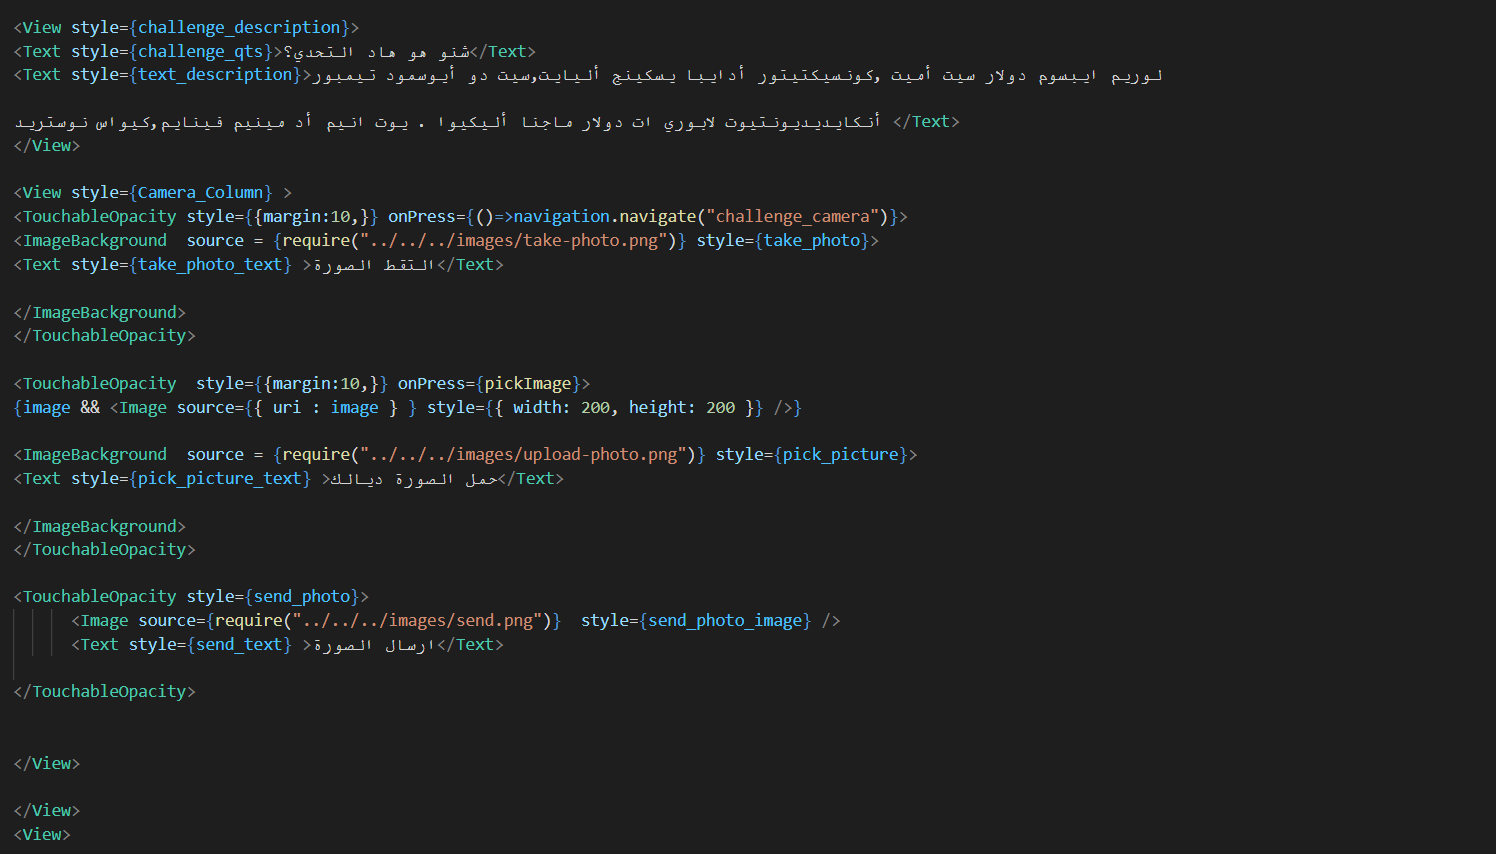 <View style={challenge_description}>
<Text style={challenge_qts}>شنو هو هاد التحدي؟</Text>
<Text style={text_description}>لوريم ايبسوم دولار سيت أميت ,كونسيكتيتور أدايبا يسكينج أليايت,سيت دو أيوسمود تيمبور
أنكايديديونتيوت لابوري ات دولار ماجنا أليكيوا . يوت انيم أد مينيم فينايم,كيواس نوستريد </Text>
</View>
<View style={Camera_Column} >
<TouchableOpacity style={{margin:10,}} onPress={()=>navigation.navigate("challenge_camera")}>
<ImageBackground  source = {require("../../../images/take-photo.png")} style={take_photo}>
<Text style={take_photo_text} >التقط الصورة</Text>
</ImageBackground>
</TouchableOpacity>
<TouchableOpacity  style={{margin:10,}} onPress={pickImage}>
{image && <Image source={{ uri : image } } style={{ width: 200, height: 200 }} />}
<ImageBackground  source = {require("../../../images/upload-photo.png")} style={pick_picture}>
<Text style={pick_picture_text} >حمل الصورة ديالك</Text>
</ImageBackground>
</TouchableOpacity>
<TouchableOpacity style={send_photo}>
<Image source={require("../../../images/send.png")}  style={send_photo_image} />
<Text style={send_text} >ارسال الصورة</Text>
</TouchableOpacity>
</View>
</View>
<View>